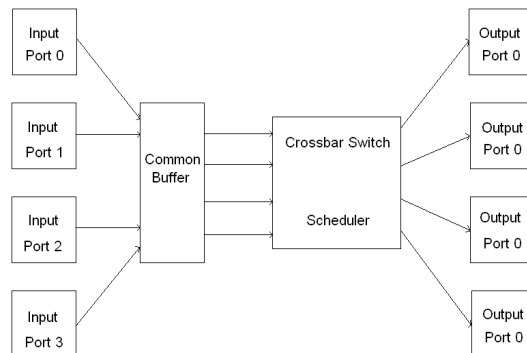 Input
Port 0
Input
Port 1
Input
Port 2
Input
Port 3
Common
Buffer
Crossbar Switch
Scheduler
Output
Port 0
Output
Port 0
Output
Port 0
Output
Port 0